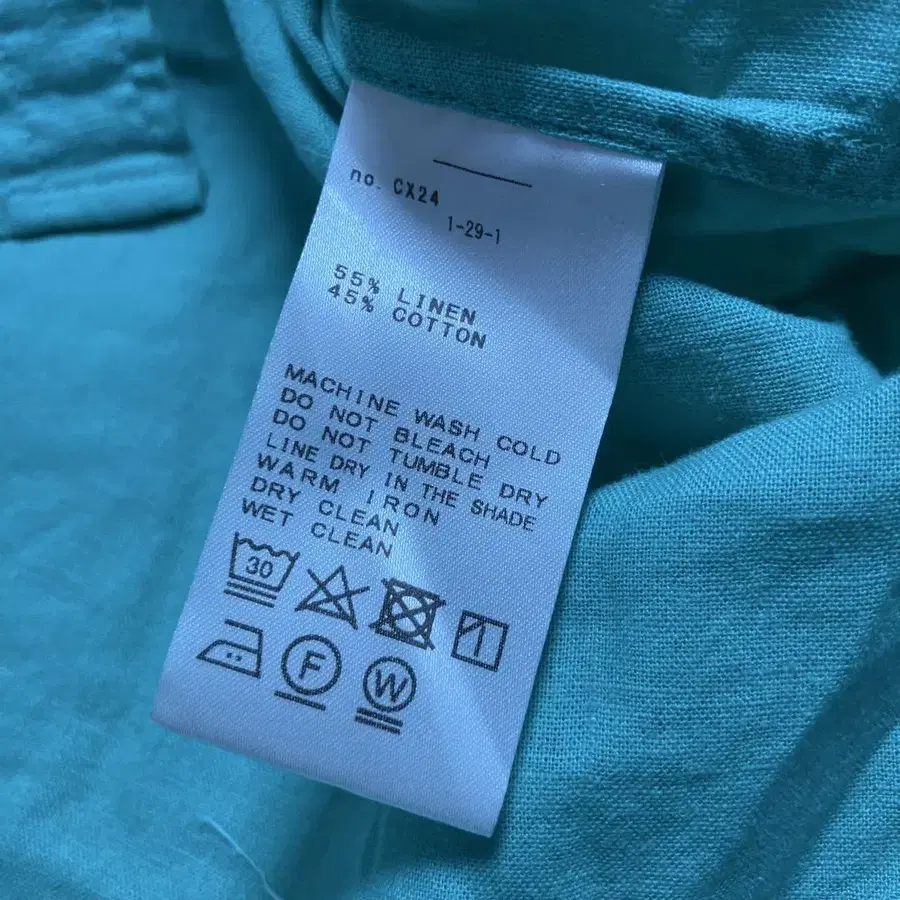 no. CX24
1-29-1
55% LINEN
45% COTTON
MACHINE WASH COLD
DO NOT BLEACH
DO NOT TUMBLE DRY
LINE DRY IN THE SHADE
WARM IRON
DRY CLEAN
WET CLEAN
30
F
W